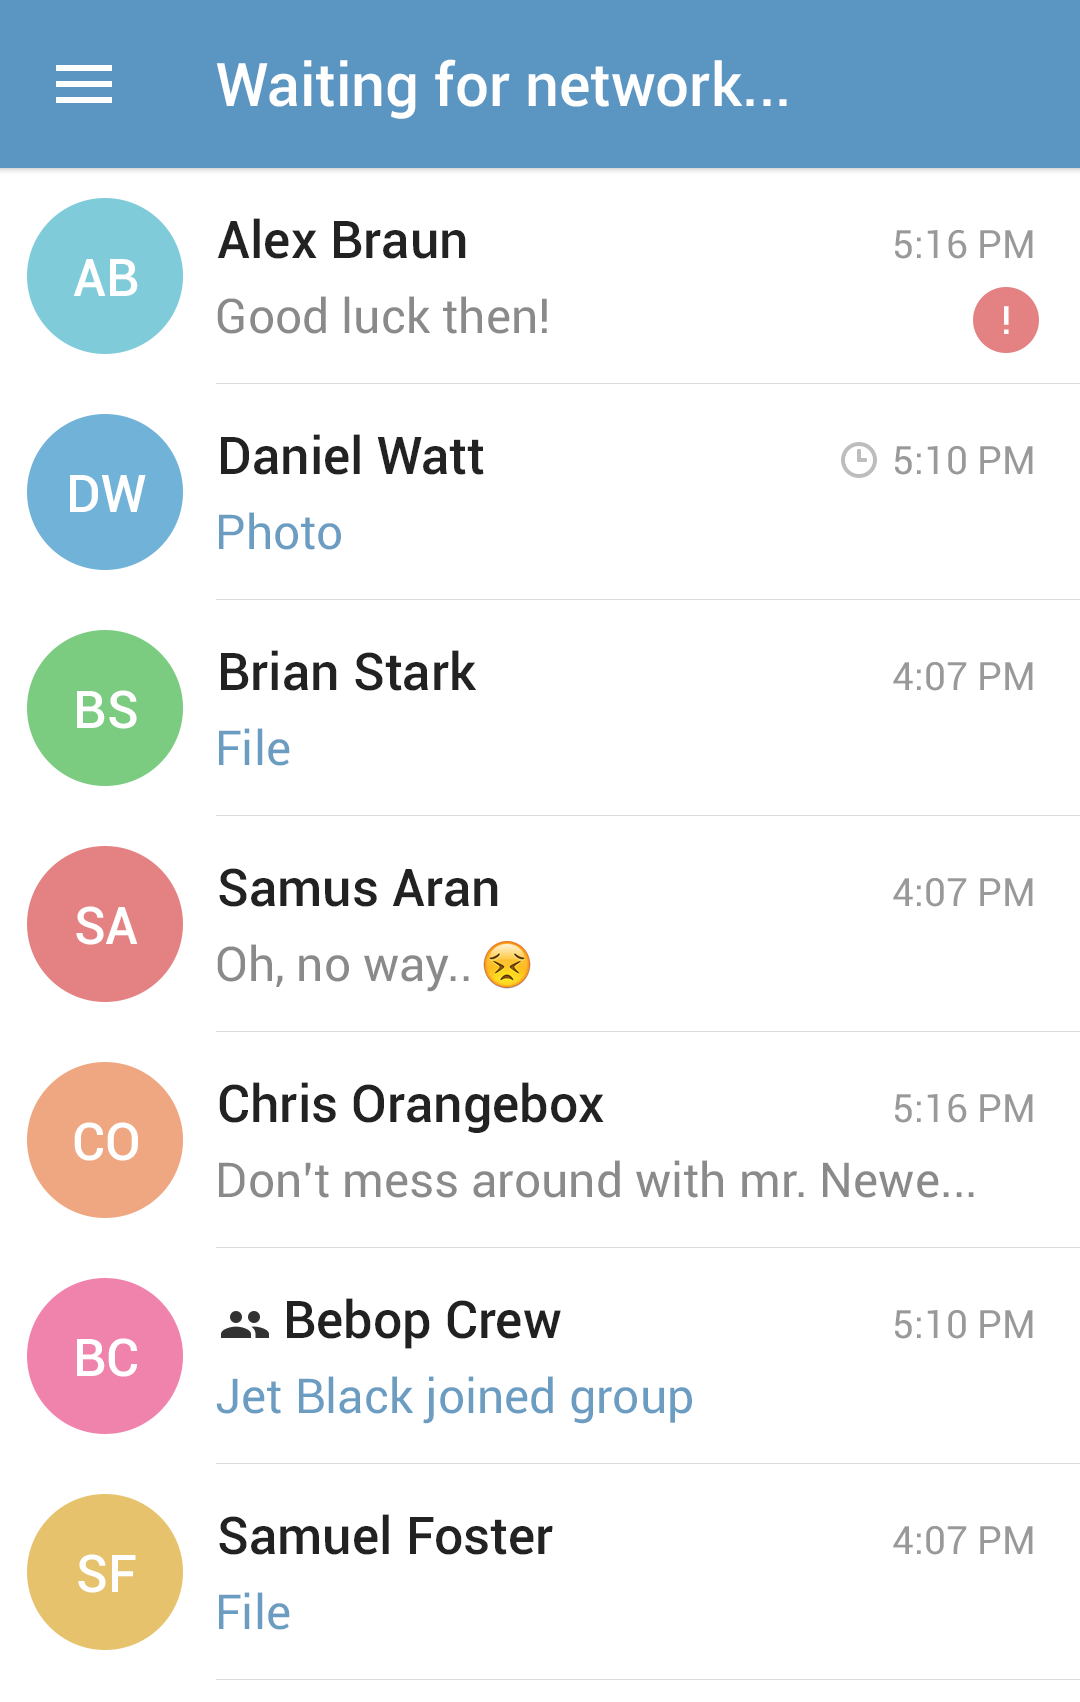 Waiting for network...
AB
Alex Braun
5:16 PM
Good luck then!
!
DW
Daniel Watt
5:10 PM
Photo
BS
Brian Stark
4:07 PM
File
SA
Samus Aran
4:07 PM
Oh, no way.. 😣
CO
Chris Orangebox
5:16 PM
Don't mess around with mr. Newe...
BC
Bebop Crew
5:10 PM
Jet Black joined group
SF
Samuel Foster
4:07 PM
File